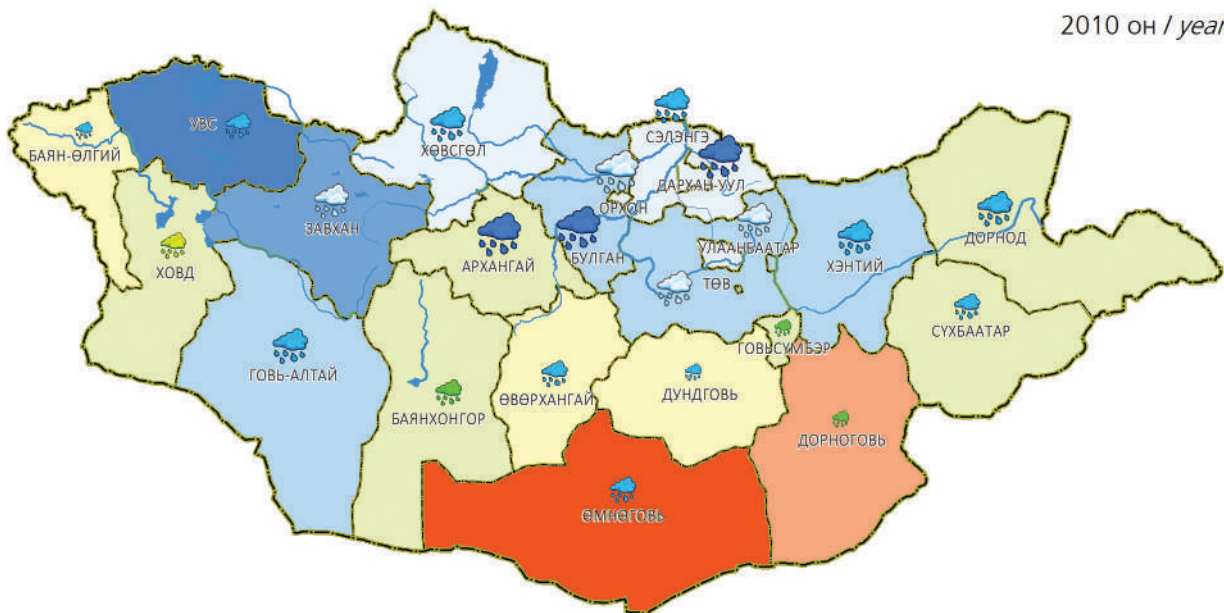 2010 он / year
СЭЛЭНГЭ
УВС
ХӨВСГӨЛ
БАЯН-ӨЛГИЙ
ДАРХАН-УУЛ
ОРХОН
ЗАВХАН
ДОРНОД
ХОВД
АРХАНГАЙ
БУЛГАН
УЛААНБААТАР
ХЭНТИЙ
ТӨВ
СҮХБААТАР
ГОВЬСҮМБЭР
ГОВЬ-АЛТАЙ
БАЯНХОНГОР
ӨВӨРХАНГАЙ
ДУНДГОВЬ
ДОРНОГОВЬ
ӨМНӨГОВЬ